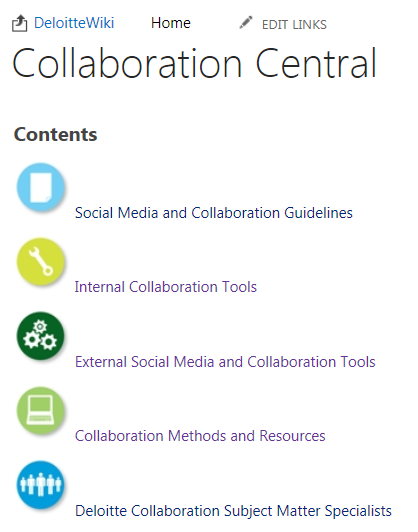 DeloitteWiki Home EDIT LINKS
Collaboration Central
Contents
Social Media and Collaboration Guidelines
Internal Collaboration Tools
External Social Media and Collaboration Tools
Collaboration Methods and Resources
Deloitte Collaboration Subject Matter Specialists